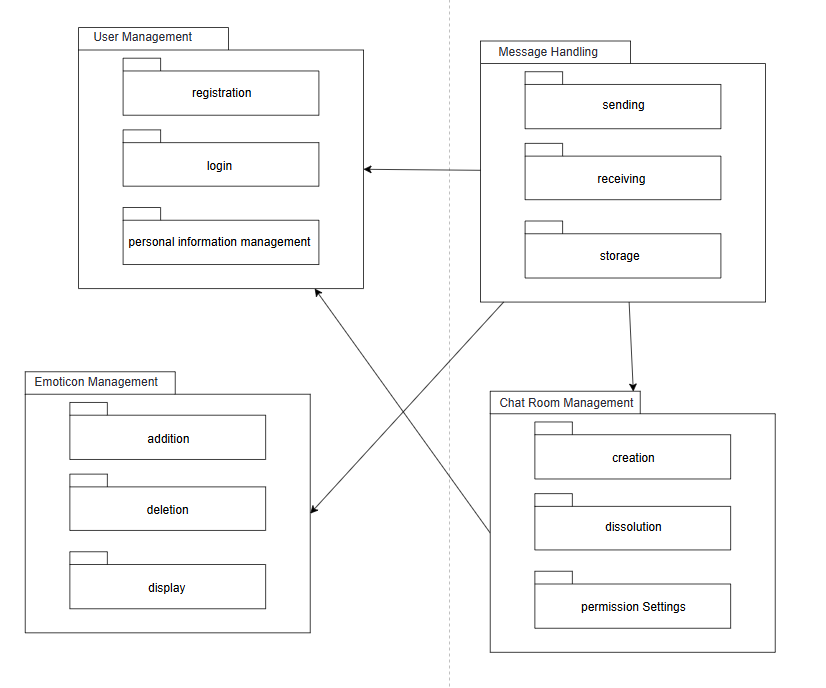 User Management
registration
login
personal information management
Message Handling
sending
receiving
storage
Emoticon Management
addition
deletion
display
Chat Room Management
creation
dissolution
permission Settings